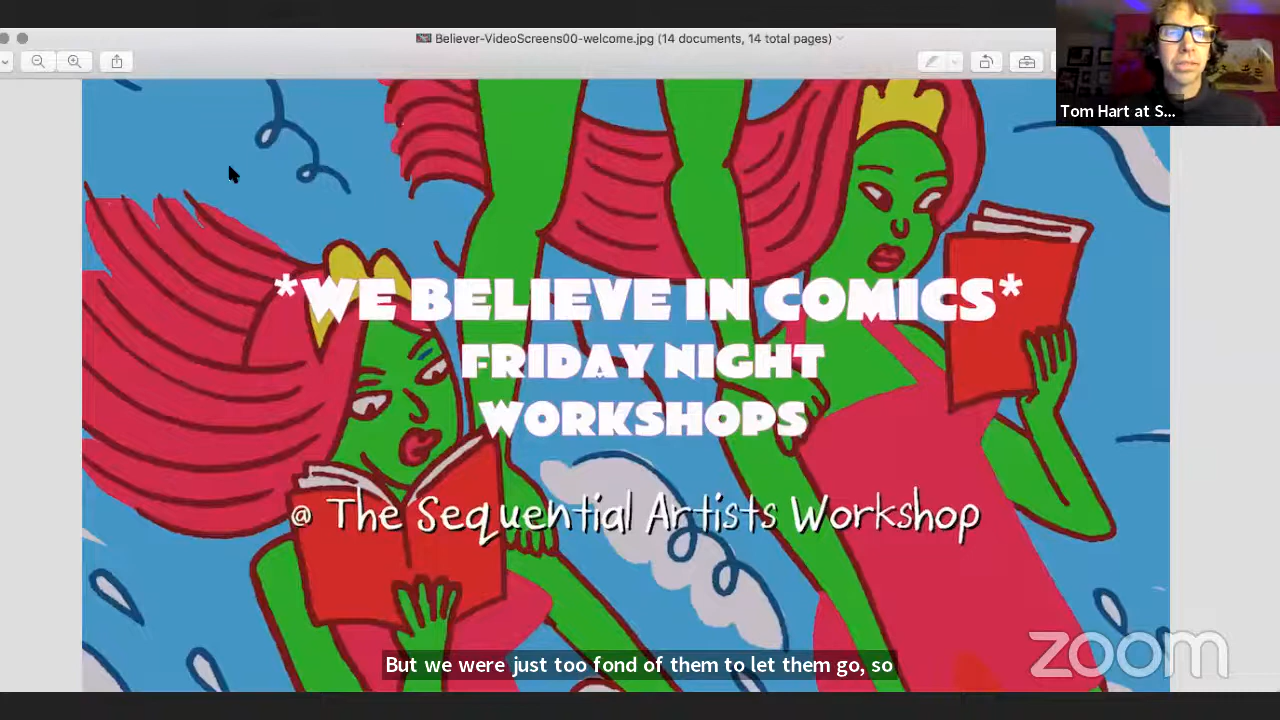 Believer-VideoScreens00-welcome.jpg (14 documents, 14 total pages)
Tom Hart at S...
*WE BELIEVE IN COMICS*
FRIDAY NIGHT
WORKSHOPS
@ The Sequential Artists Workshop
zoom
But we were just too fond of them to let them go, so